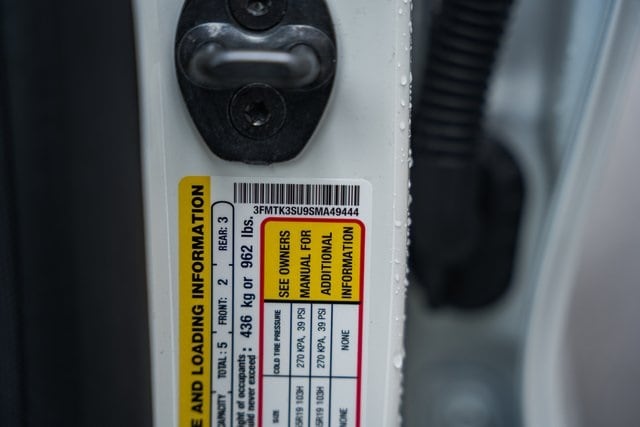 3FMTK3SU9SMA49444
E AND LOADING INFORMATION
CAPACITY TOTAL: 5 FRONT: 2 REAR: 3
ght of occupants
ld never exceed: 436 kg or 962 lbs.
SIZE COLD TIRE PRESSURE SEE OWNERS
5R19 103H 270 KPA, 39 PSI MANUAL FOR
5R19 103H 270 KPA, 39 PSI ADDITIONAL
NONE NONE INFORMATION